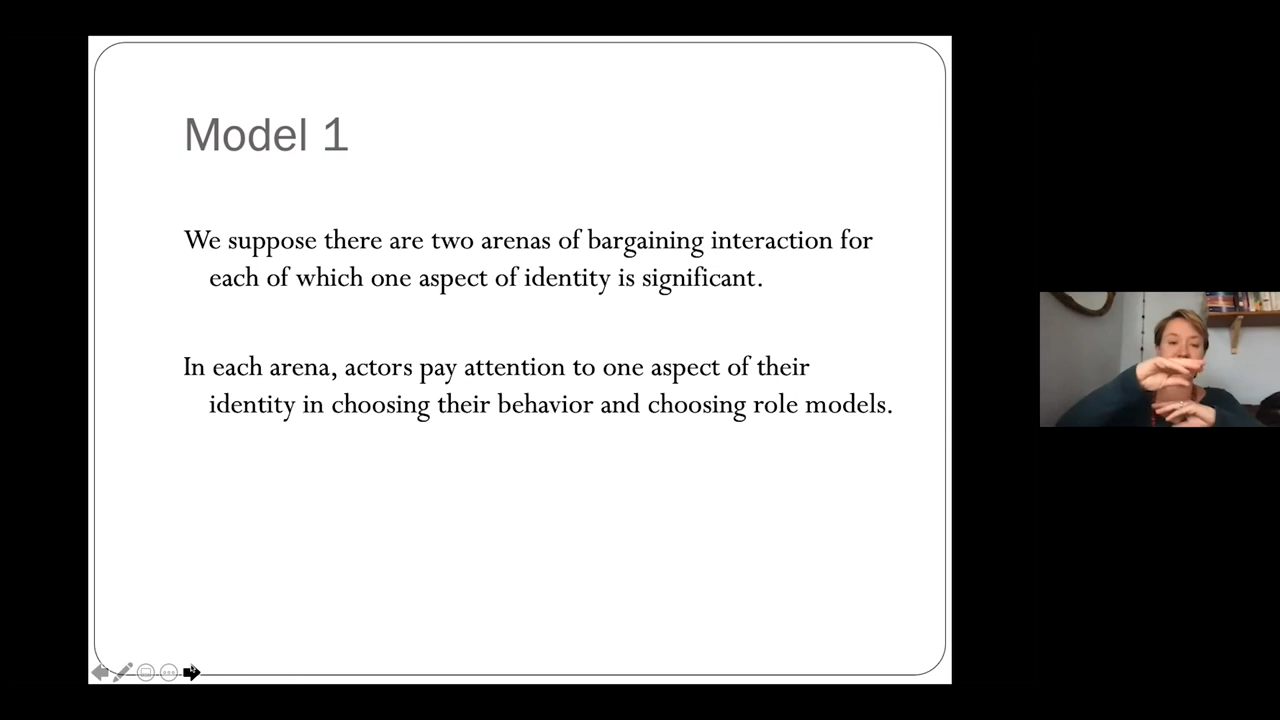 Model 1
We suppose there are two arenas of bargaining interaction for
each of which one aspect of identity is significant.
In each arena, actors pay attention to one aspect of their
identity in choosing their behavior and choosing role models.